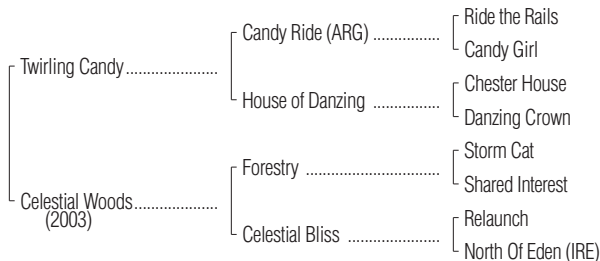 Ride the Rails
Candy Ride (ARG) ................
Candy Girl
Twirling Candy......................
Chester House
House of Danzing ................
Danzing Crown
Storm Cat
Forestry ................................
Shared Interest
Celestial Woods....................
(2003)
Relaunch
Celestial Bliss ......................
North Of Eden (IRE)